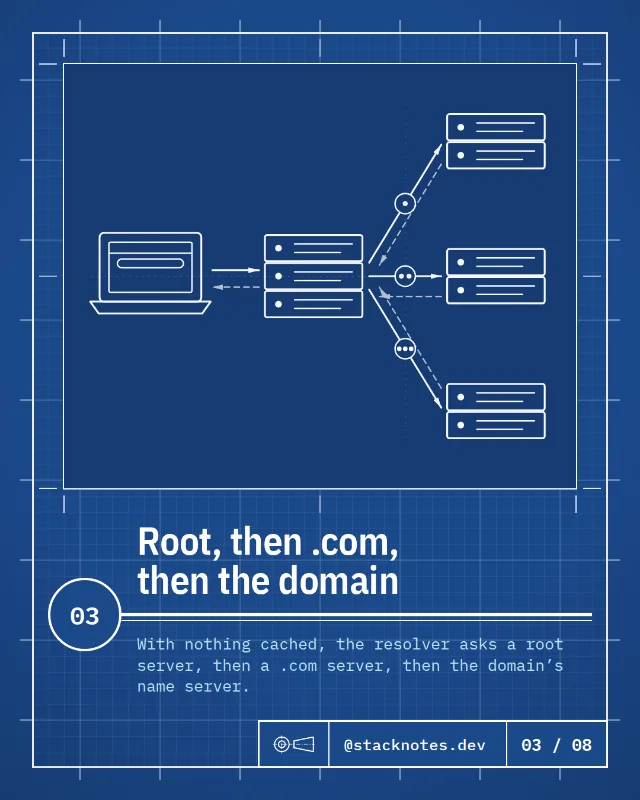 Root, then .com,
then the domain
03
With nothing cached, the resolver asks a root
server, then a .com server, then the domain’s
name server.
@stacknotes.dev
03 / 08